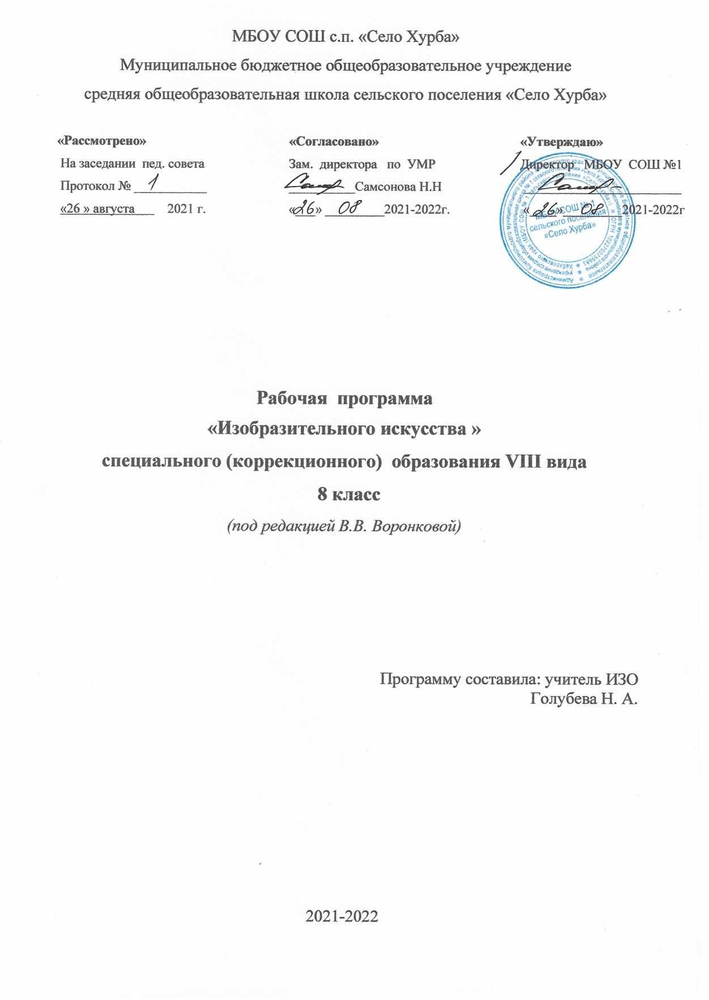 МБОУ СОШ с.п. «Село Хурба»
Муниципальное бюджетное общеобразовательное учреждение
средняя общеобразовательная школа сельского поселения «Село Хурба»
«Рассмотрено»
На заседании пед. совета
Протокол № 1
«26 » августа 2021 г.
«Согласовано»
Зам. директора по УМР
Самсонова Н.Н
«26» 08 2021-2022г.
«Утверждаю»
Директор МБОУ СОШ №1
«26» 08 2021-2022г
МБОУ СОШ № 1
сельского поселения
«Село Хурба»
Рабочая программа
«Изобразительного искусства »
специального (коррекционного) образования VIII вида
8 класс
(под редакцией В.В. Воронковой)
Программу составила: учитель ИЗО
Голубева Н. А.
2021-2022